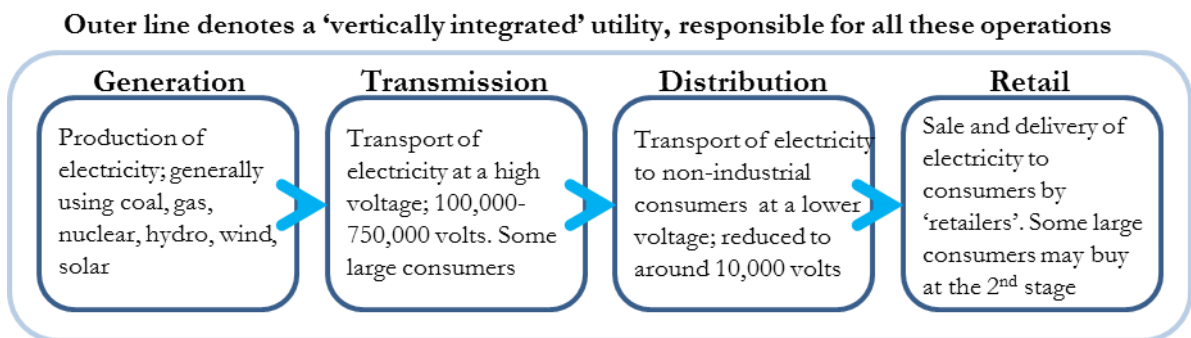 Outer line denotes a ‘vertically integrated’ utility, responsible for all these operations
Generation
Production of
electricity; generally
using coal, gas,
nuclear, hydro, wind,
solar
Transmission
Transport of
electricity at a high
voltage; 100,000-
750,000 volts. Some
large consumers
Distribution
Transport of electricity
to non-industrial
consumers at a lower
voltage; reduced to
around 10,000 volts
Retail
Sale and delivery of
electricity to
consumers by
‘retailers’. Some large
consumers may buy
at the 2nd stage